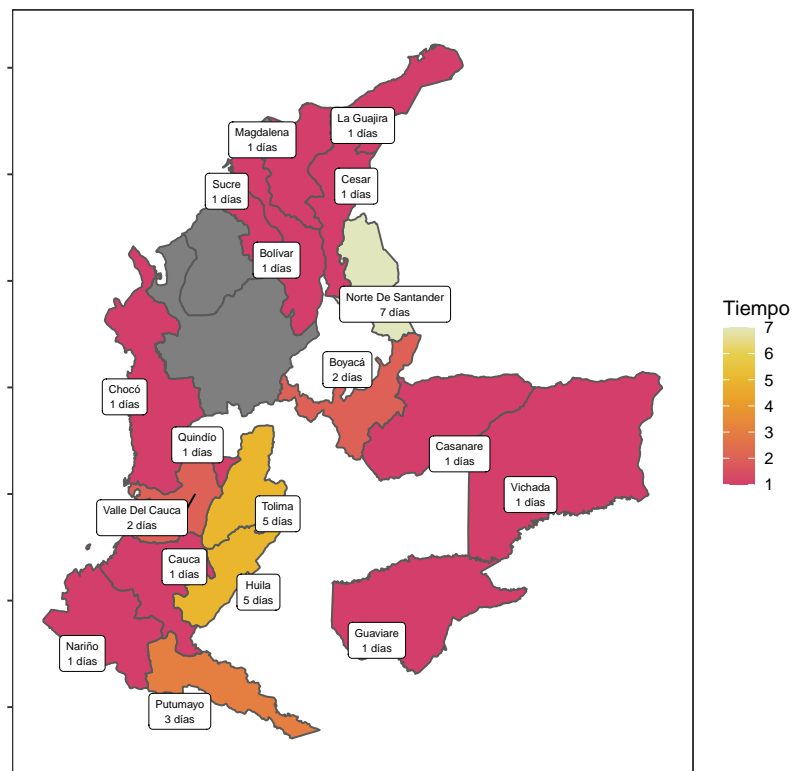 La Guajira
1 días
Magdalena
1 días
Cesar
1 días
Sucre
1 días
Bolívar
1 días
Norte De Santander
7 días
Tiempo
7
6
5
4
3
2
1
Boyacá
2 días
Chocó
1 días
Quindío
1 días
Casanare
1 días
Vichada
1 días
Valle Del Cauca
2 días
Tolima
5 días
Cauca
1 días
Huila
5 días
Nariño
1 días
Guaviare
1 días
Putumayo
3 días